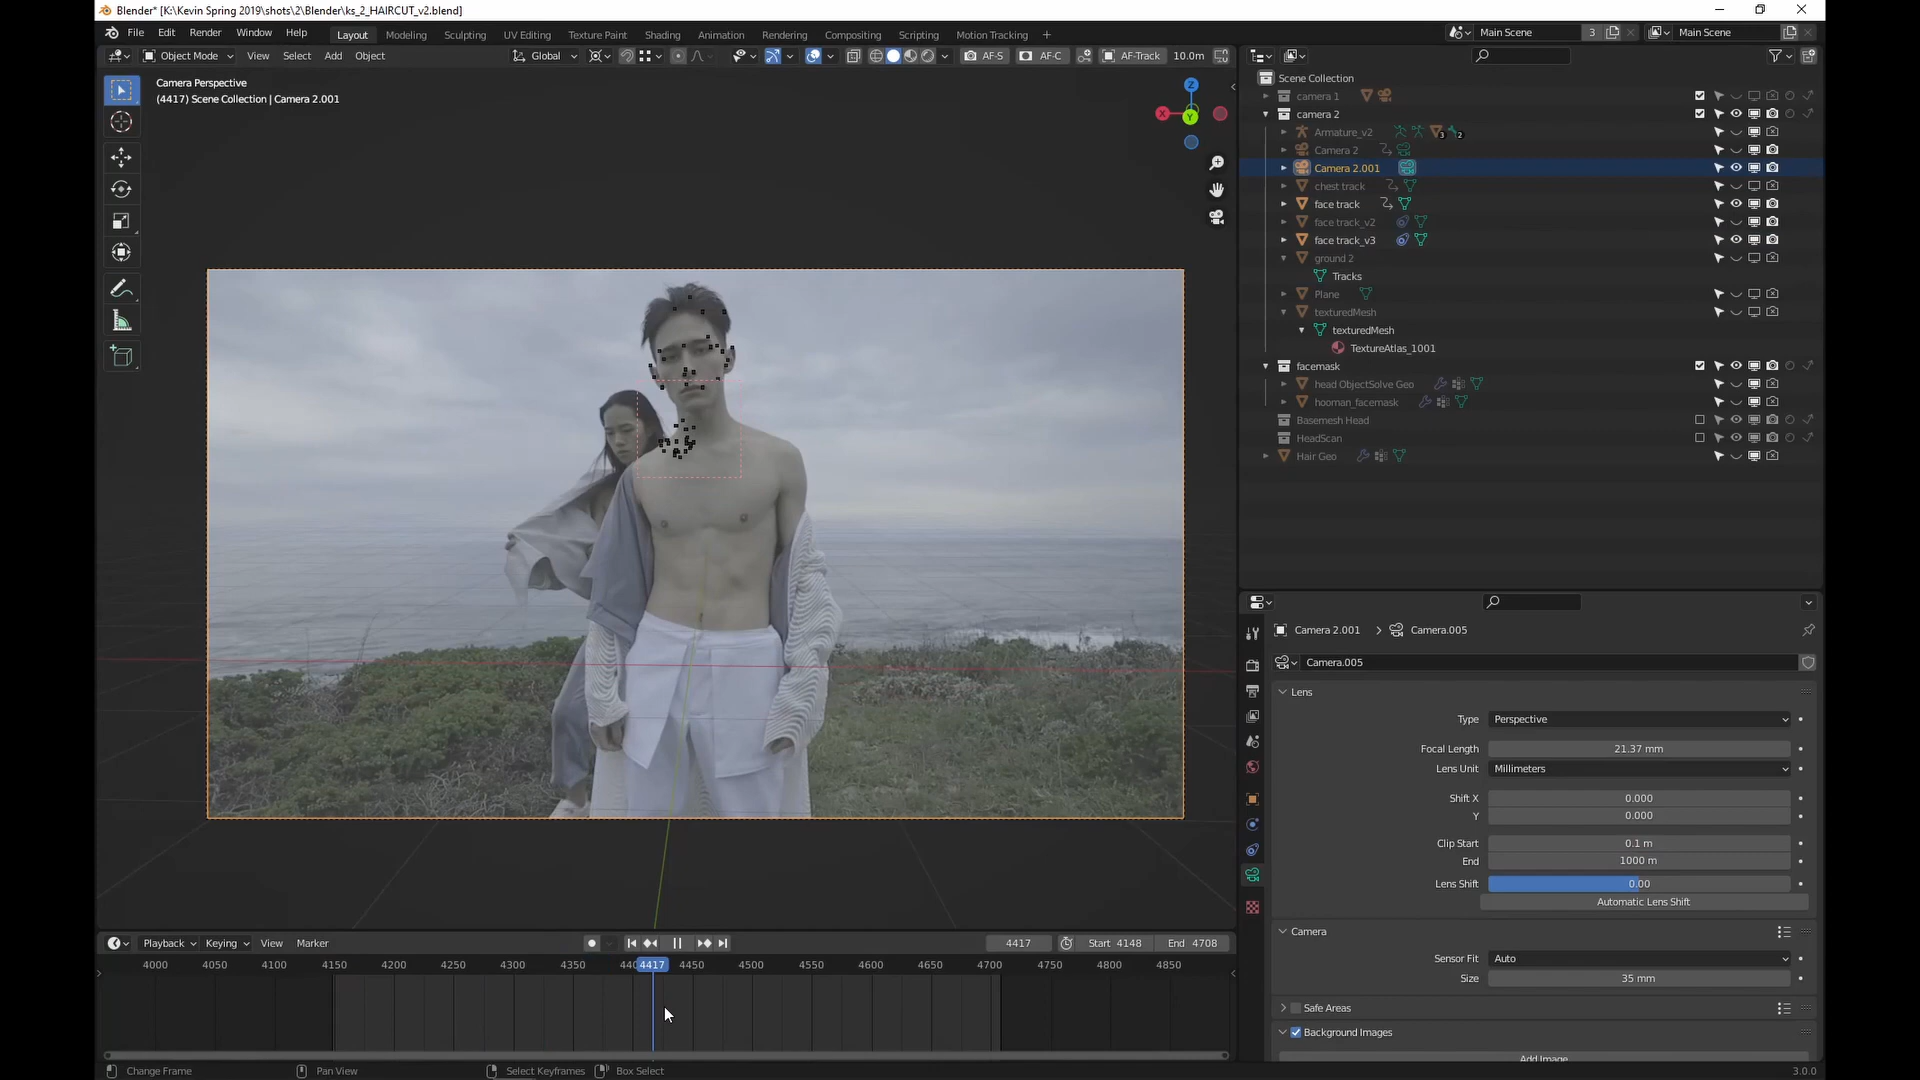 Blender* [K:\Kevin Spring 2019\shots\2\Blender\ks_2_HAIRCUT_v2.blend]
File Edit Render Window Help Layout Modeling Sculpting UV Editing Texture Paint Shading Animation Rendering Compositing Scripting Motion Tracking + Main Scene 3 Main Scene
Object Mode View Select Add Object Global AF-S AF-C AF-Track 10.0m
Camera Perspective
(4417) Scene Collection | Camera 2.001
Z
X
Y
Scene Collection
camera 1
camera 2
Armature_v2 3 2
Camera 2
Camera 2.001
chest track
face track
face track_v2
face track_v3
ground 2
Tracks
Plane
texturedMesh
texturedMesh
TextureAtlas_1001
facemask
head ObjectSolve Geo
hooman_facemask
Basemesh Head
HeadScan
Hair Geo
Camera 2.001 > Camera.005
Camera.005
Lens
Type Perspective
Focal Length 21.37 mm
Lens Unit Millimeters
Shift X 0.000
Y 0.000
Clip Start 0.1 m
End 1000 m
Lens Shift 0.00
Automatic Lens Shift
Camera
Sensor Fit Auto
Size 35 mm
Safe Areas
Background Images
Add Image
Playback Keying View Marker 4417 Start 4148 End 4708
4000 4050 4100 4150 4200 4250 4300 4350 4417 4450 4500 4550 4600 4650 4700 4750 4800 4850
Change Frame Pan View Select Keyframes Box Select 3.0.0